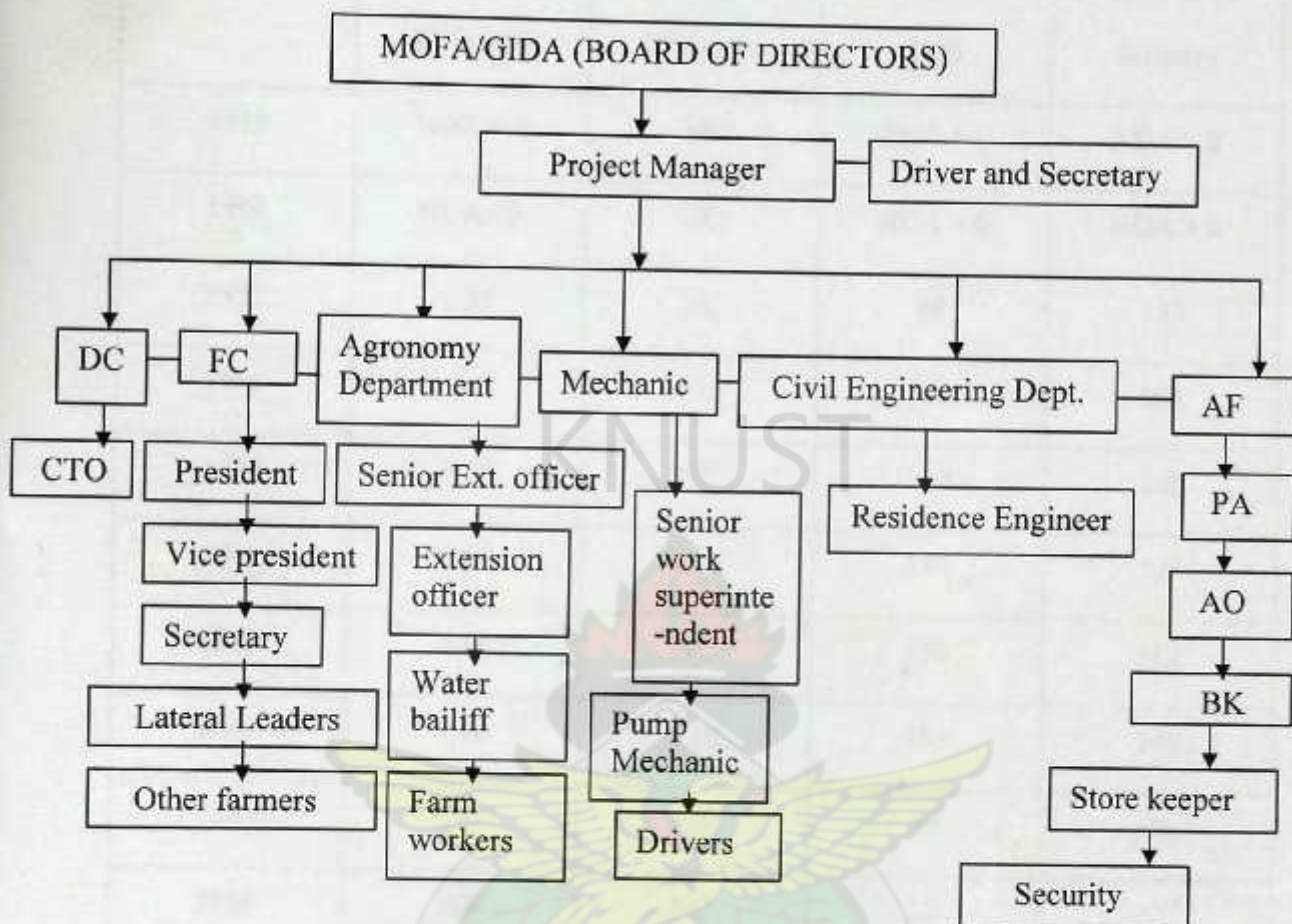 MOFA/GIDA (BOARD OF DIRECTORS)
Project Manager
Driver and Secretary
DC
FC
Agronomy
Department
Mechanic
Civil Engineering Dept.
AF
CTO
President
Vice president
Secretary
Lateral Leaders
Other farmers
Senior Ext. officer
Extension
officer
Water
bailiff
Farm
workers
Senior
work
superinte
-ndent
Pump
Mechanic
Drivers
Residence Engineer
PA
AO
BK
Store keeper
Security
KNUST